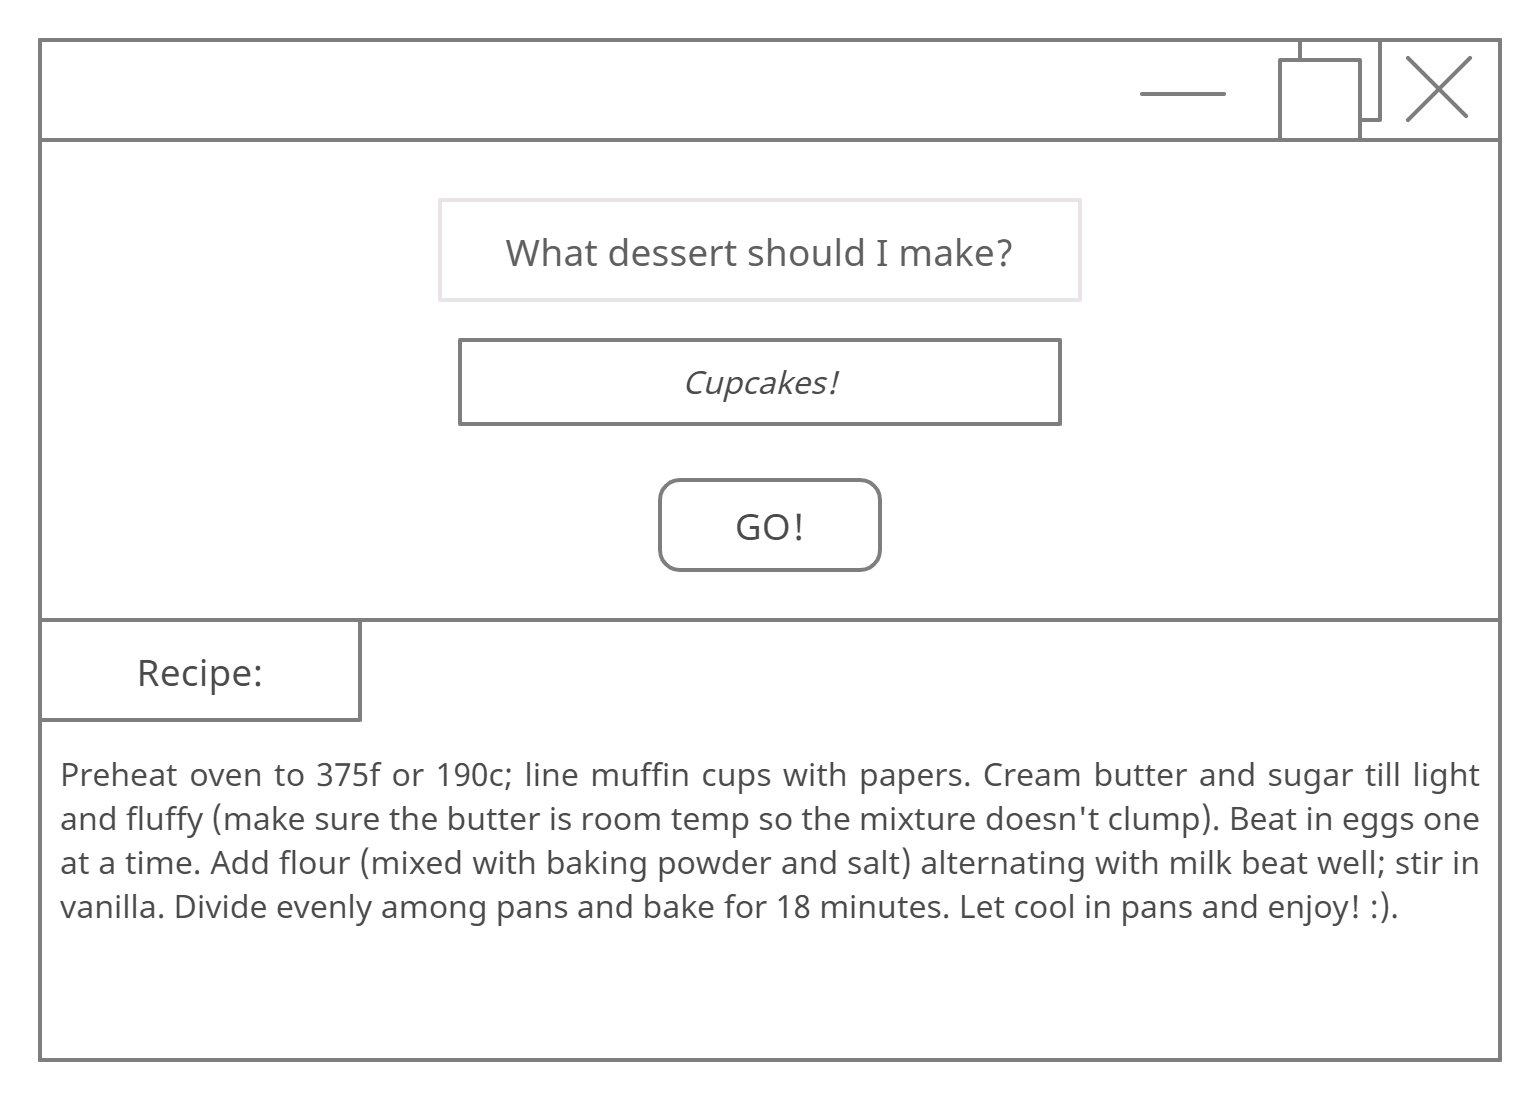 What dessert should I make?
Cupcakes!
GO!
Recipe:
Preheat oven to 375f or 190c; line muffin cups with papers. Cream butter and sugar till light
and fluffy (make sure the butter is room temp so the mixture doesn't clump). Beat in eggs one
at a time. Add flour (mixed with baking powder and salt) alternating with milk beat well; stir in
vanilla. Divide evenly among pans and bake for 18 minutes. Let cool in pans and enjoy! :).